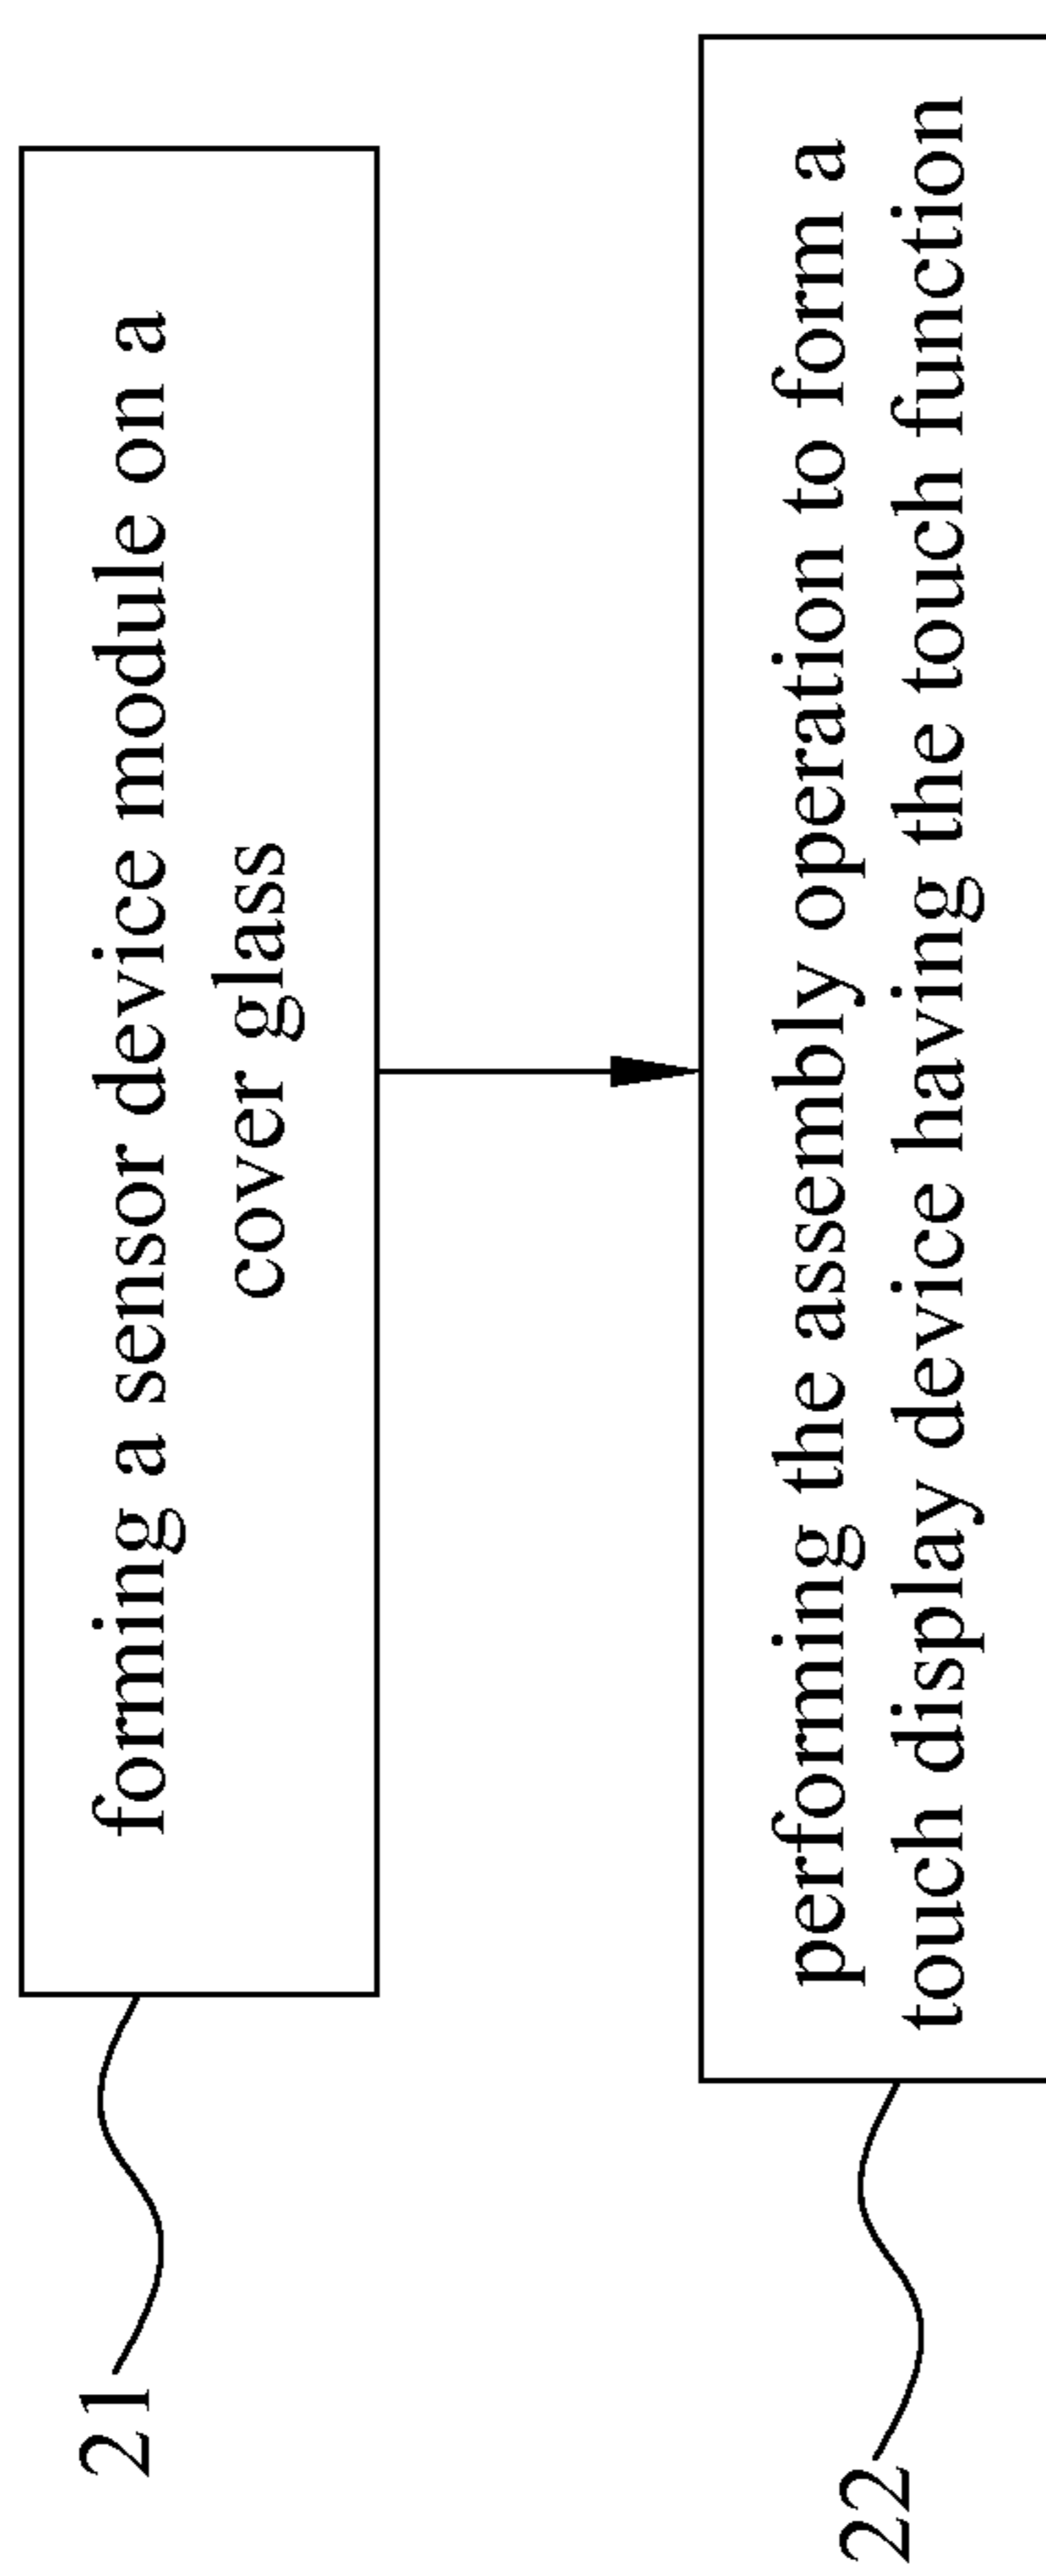 21
forming a sensor device module on a
cover glass
22
performing the assembly operation to form a
touch display device having the touch function